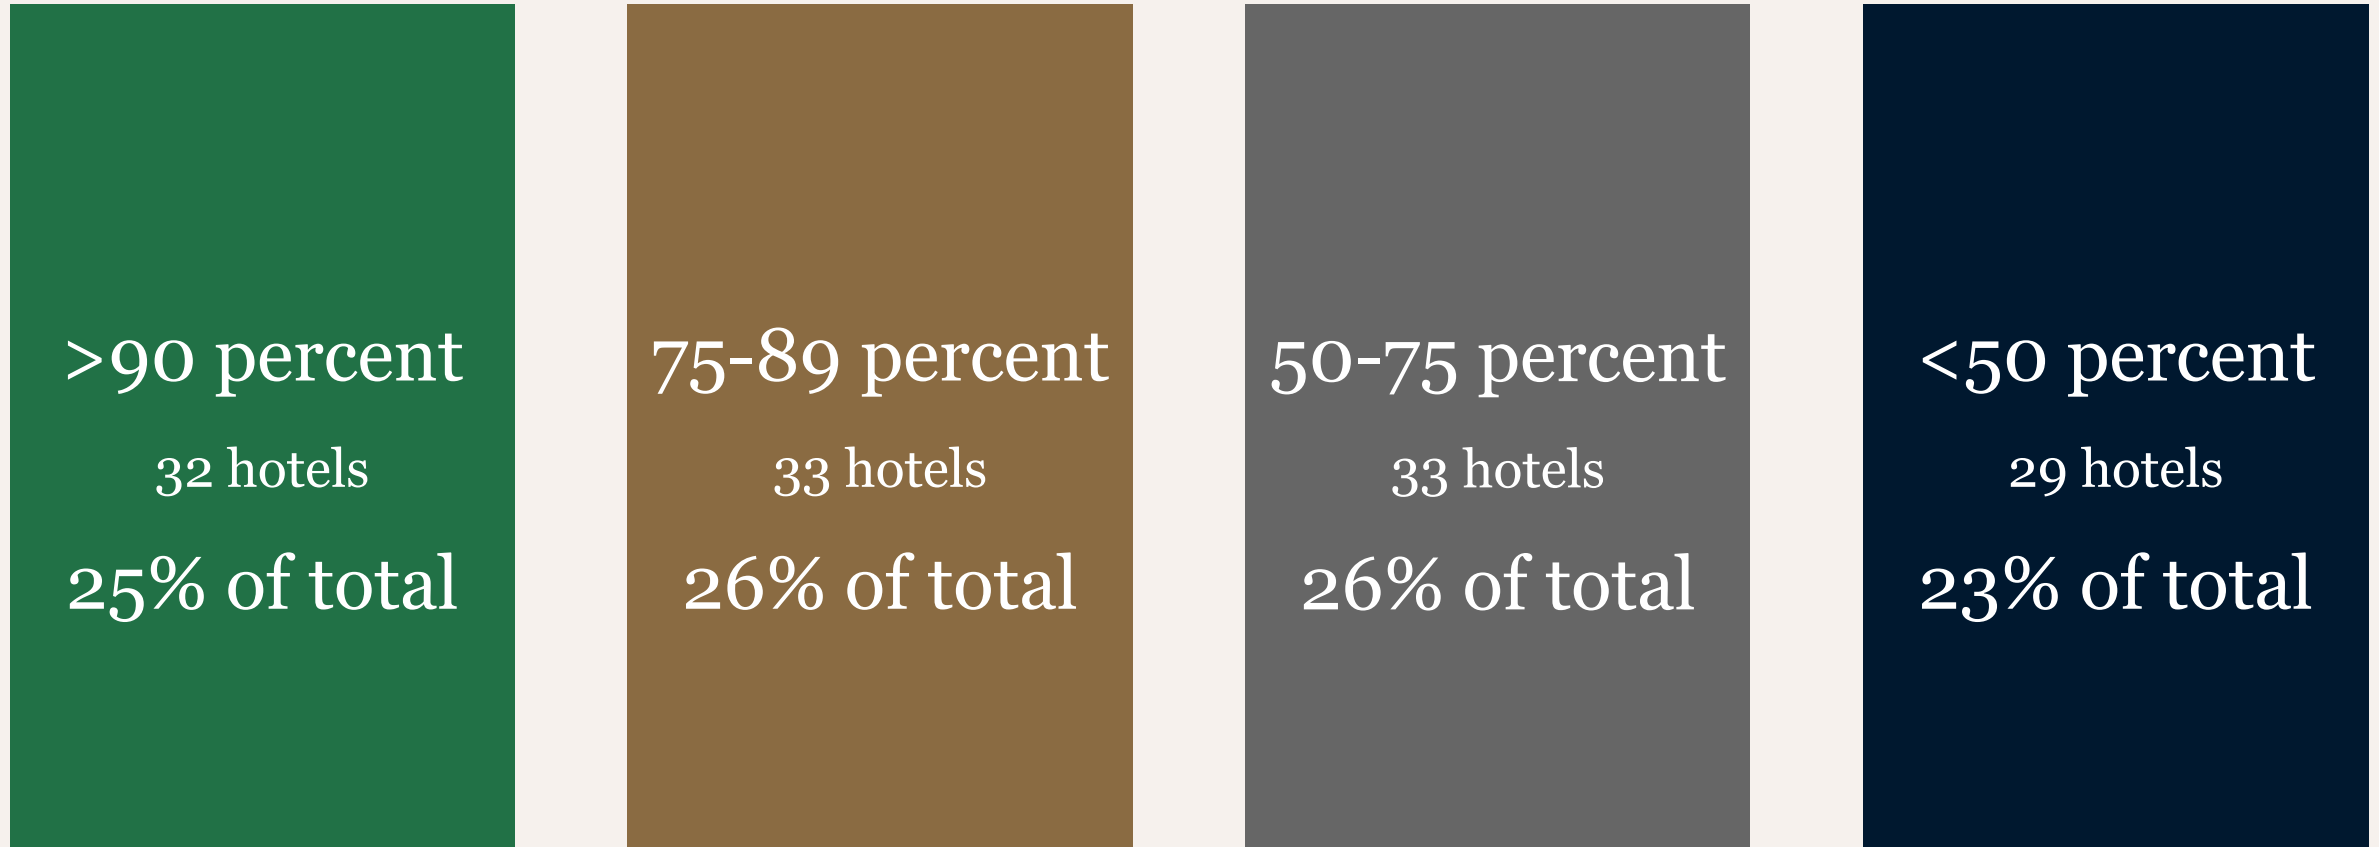 >90 percent
32 hotels
25% of total
75-89 percent
33 hotels
26% of total
50-75 percent
33 hotels
26% of total
<50 percent
29 hotels
23% of total